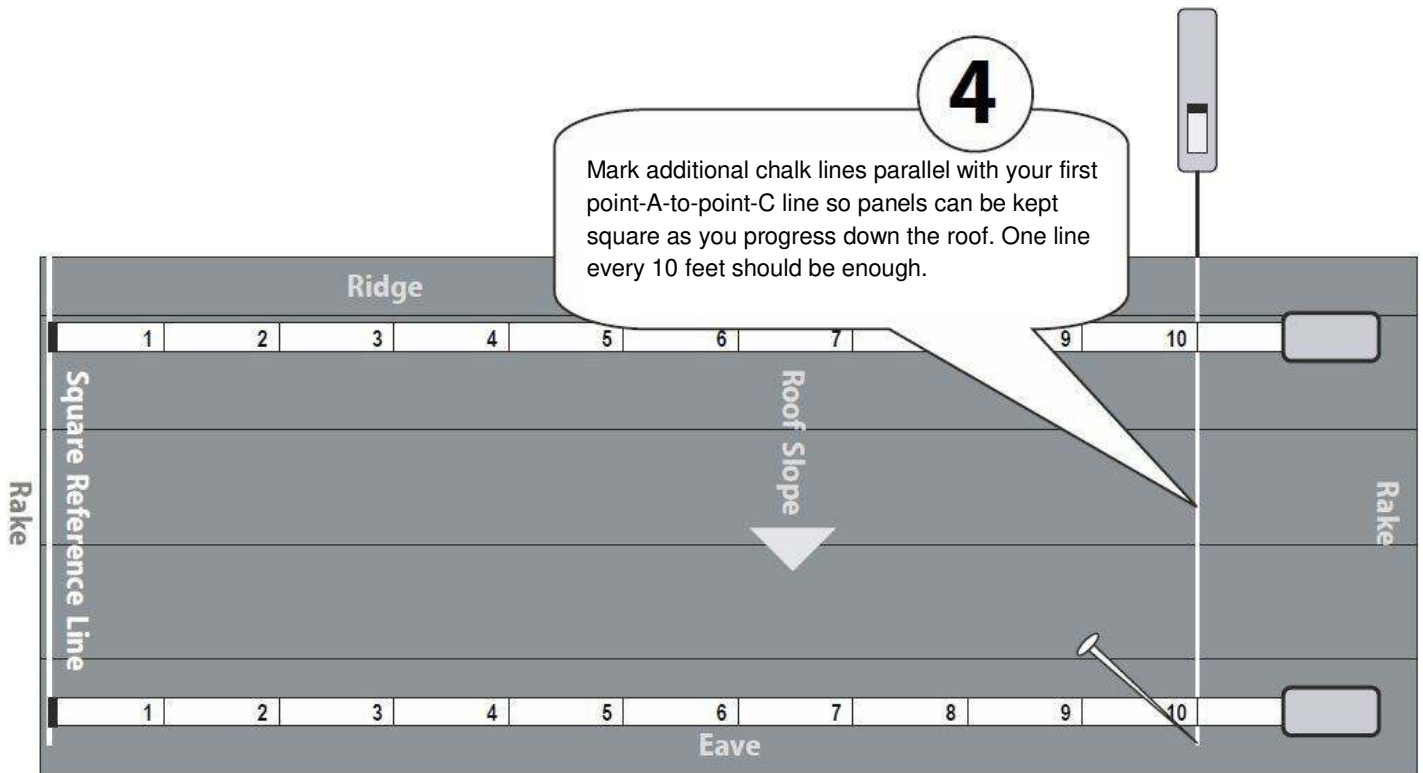 4
Mark additional chalk lines parallel with your first
point-A-to-point-C line so panels can be kept
square as you progress down the roof. One line
every 10 feet should be enough.
Ridge
1 2 3 4 5 6 7 9 10
Square Reference Line
Roof Slope
Rake
Rake
1 2 3 4 5 6 7 8 9 10
Eave